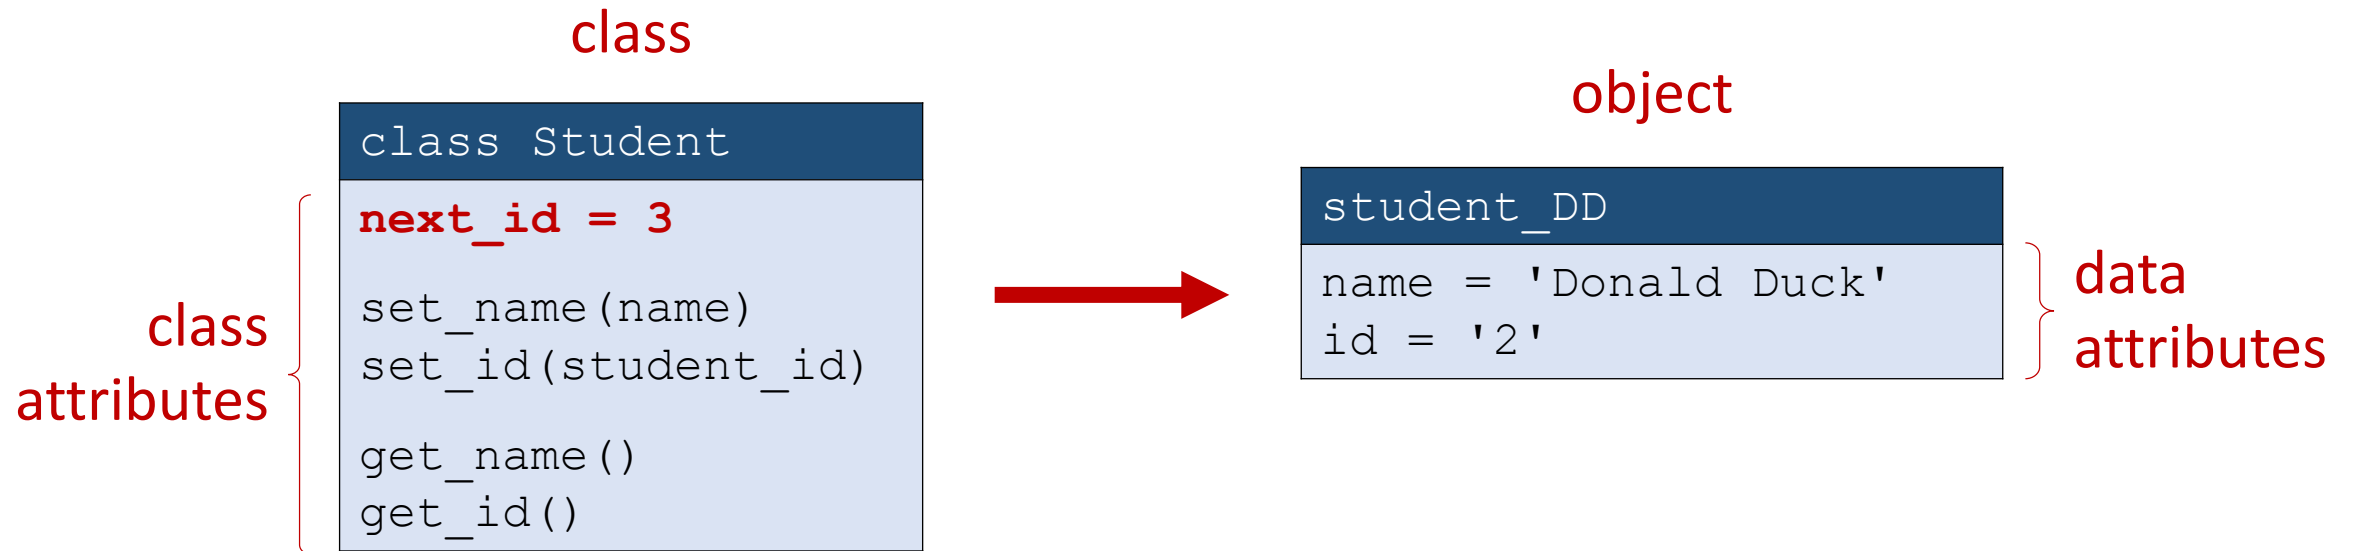 class
class Student
next_id = 3
set_name(name)
set_id(student_id)
get_name()
get_id()
class
attributes
object
student_DD
name = 'Donald Duck'
id = '2'
data
attributes